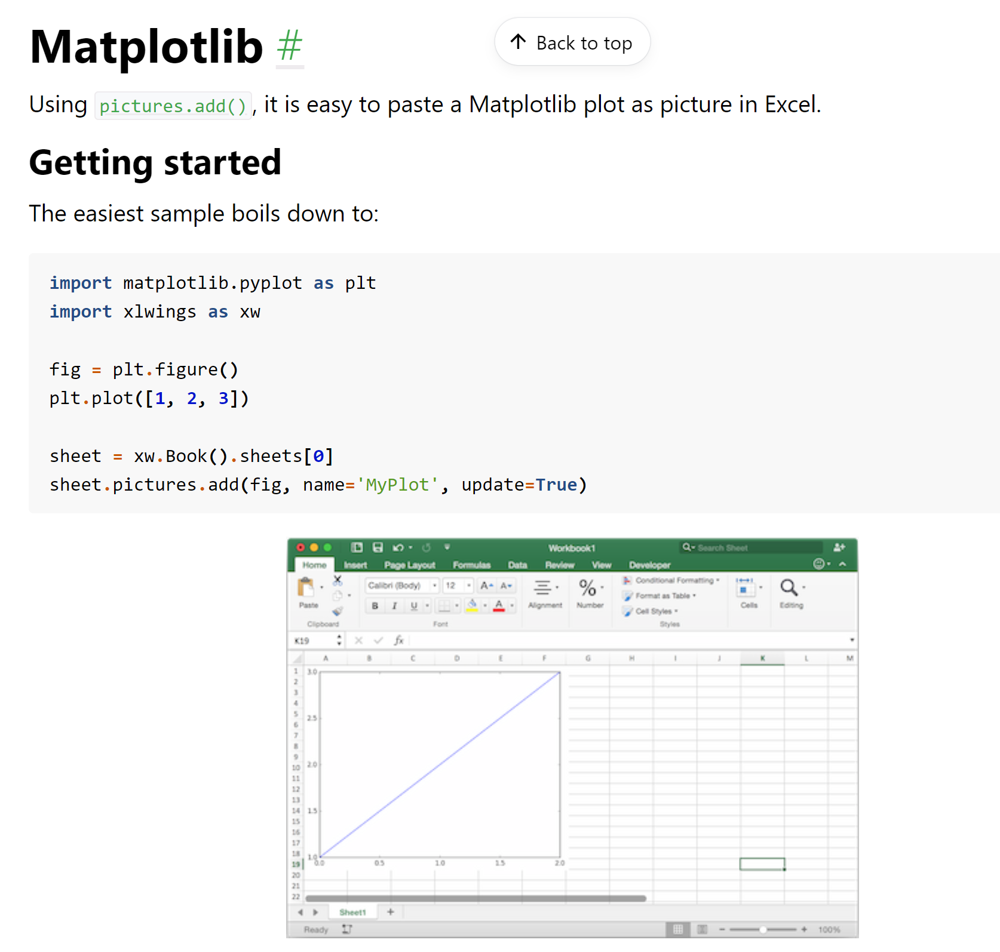 Matplotlib #
↑ Back to top
Using pictures.add(), it is easy to paste a Matplotlib plot as picture in Excel.
Getting started
The easiest sample boils down to:
import matplotlib.pyplot as plt
import xlwings as xw
fig = plt.figure()
plt.plot([1, 2, 3])
sheet = xw.Book().sheets[0]
sheet.pictures.add(fig, name='MyPlot', update=True)
Workbook1
Search Sheet
Home Insert Page Layout Formulas Data Review View Developer
Paste
Clipboard
Calibri (Body) 12 A A
B I U A
Font
Alignment
%
Number
Conditional Formatting
Format as Table
Cell Styles
Styles
Cells
Editing
K19 fx
A B C D E F G H I J K L M
1
2
3
4
5
6
7
8
9
10
11
12
13
14
15
16
17
18
19
20
21
22
3.0
2.5
2.0
1.5
1.0
0.0 0.5 1.0 1.5 2.0
Sheet1 +
Ready − + 100%